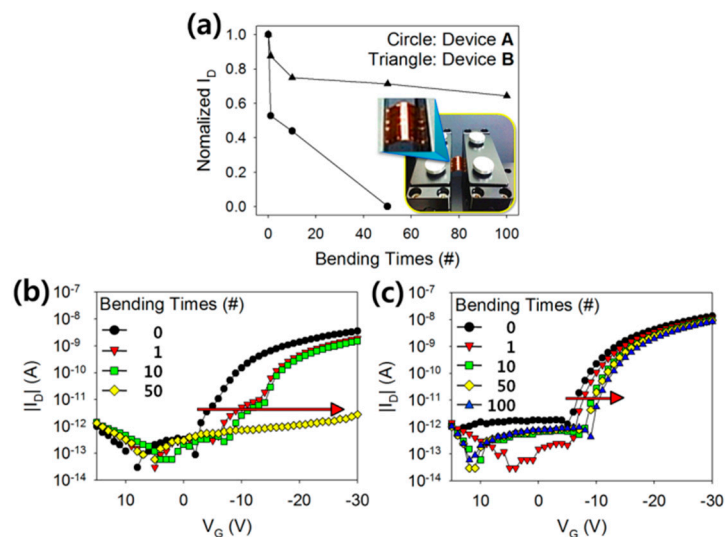 (a)
Circle: Device A
Triangle: Device B
Nomalized I_D
1.0
0.8
0.6
0.4
0.2
0.0
0 20 40 60 80 100
Bending Times (#)
(b)
Bending Times (#)
0
1
10
50
|I_D| (A)
10^-7
10^-8
10^-9
10^-10
10^-11
10^-12
10^-13
10^-14
10 0 -10 -20 -30
V_G (V)
(c)
Bending Times (#)
0
1
10
50
100
|I_D| (A)
10^-7
10^-8
10^-9
10^-10
10^-11
10^-12
10^-13
10^-14
10 0 -10 -20 -30
V_G (V)